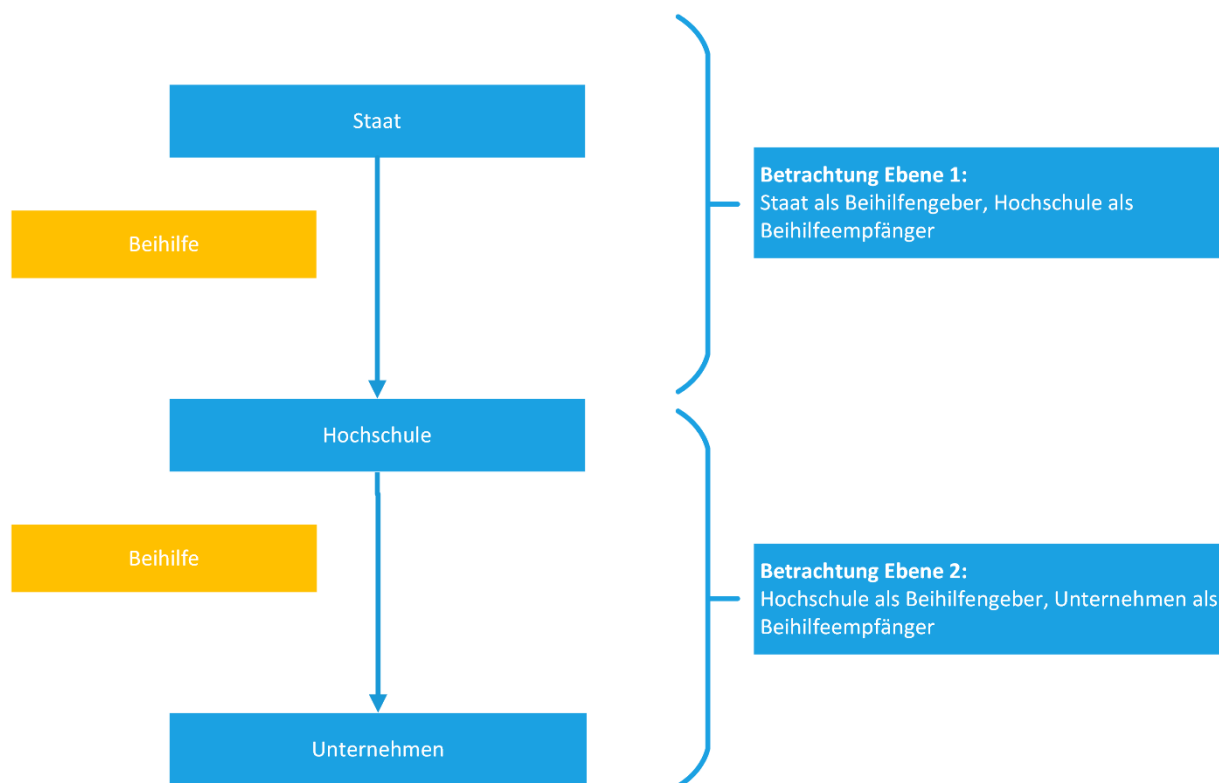 Staat
Betrachtung Ebene 1:
Staat als Beihilfengeber, Hochschule als
Beihilfeempfänger
Beihilfe
Hochschule
Beihilfe
Betrachtung Ebene 2:
Hochschule als Beihilfengeber, Unternehmen als
Beihilfeempfänger
Unternehmen